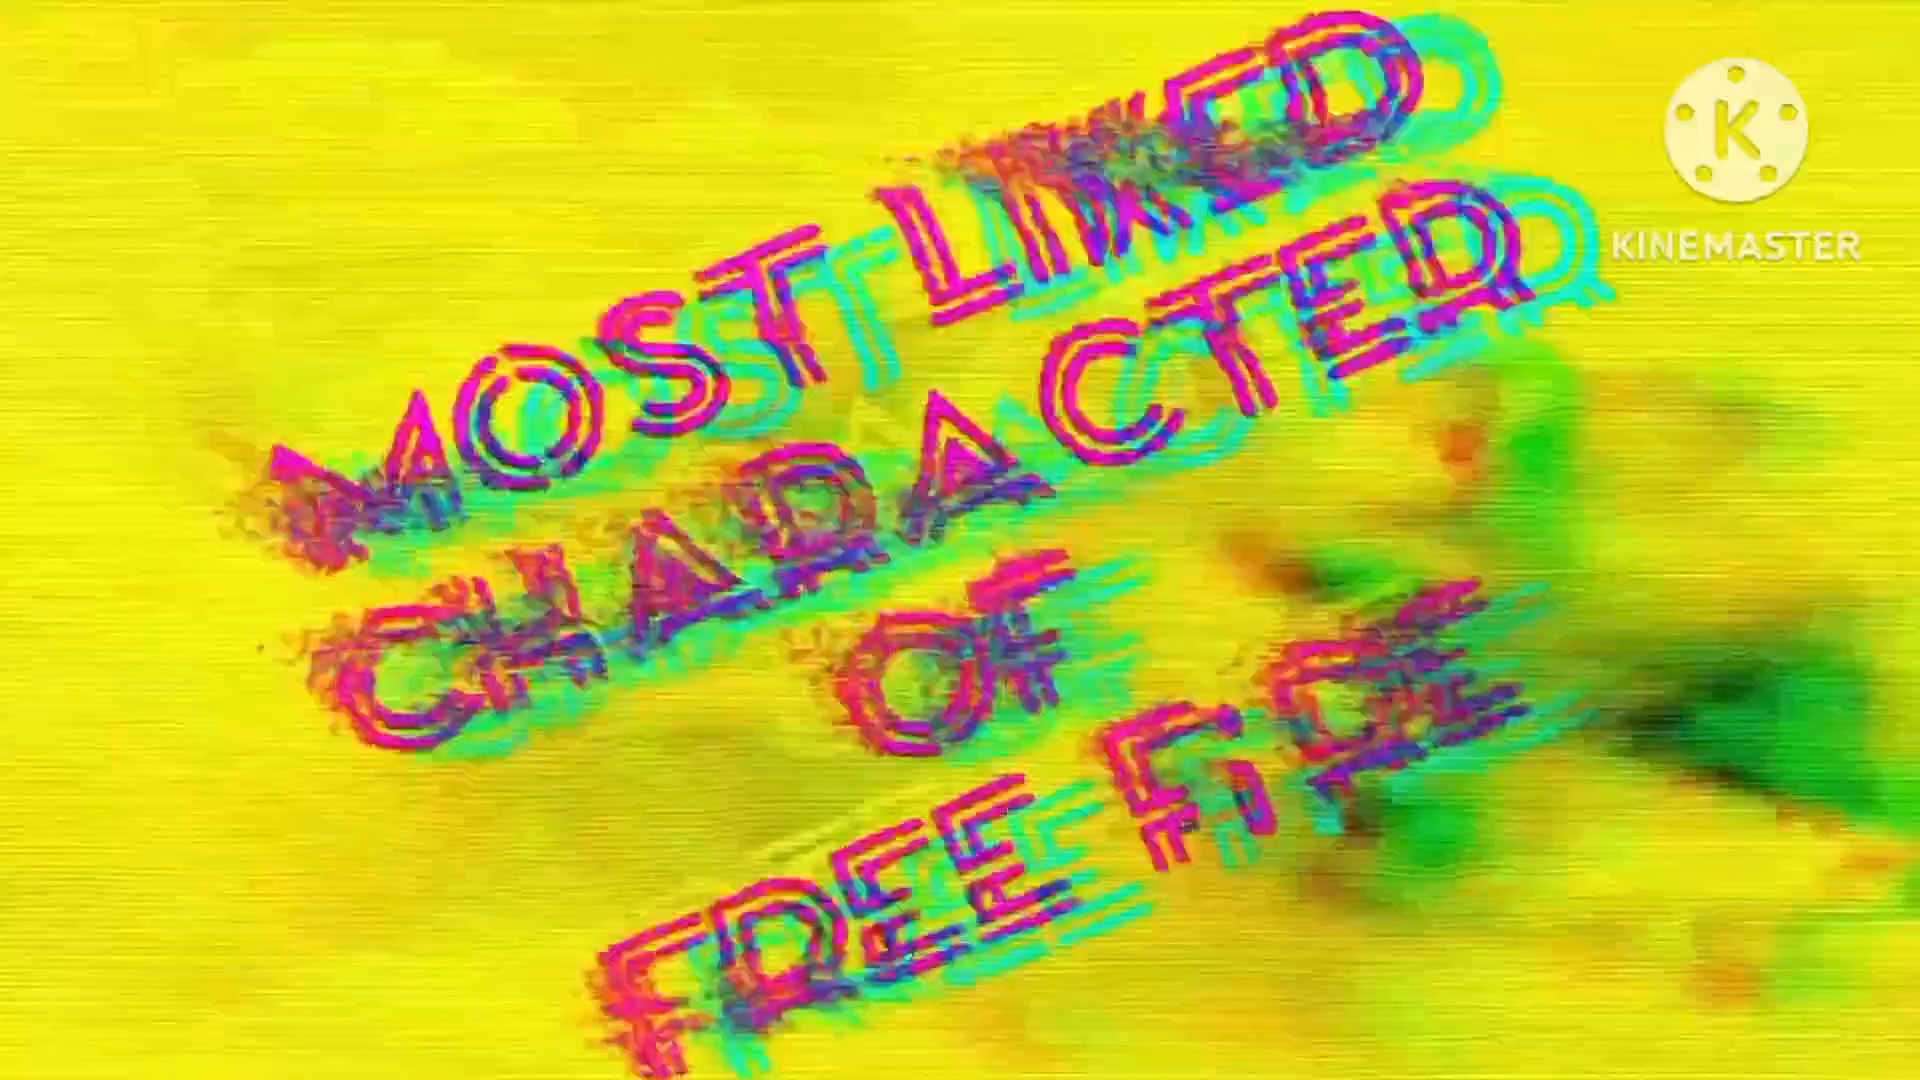 MOST LIKED
CHARACTER
OF
FREE FIRE
K
KINEMASTER